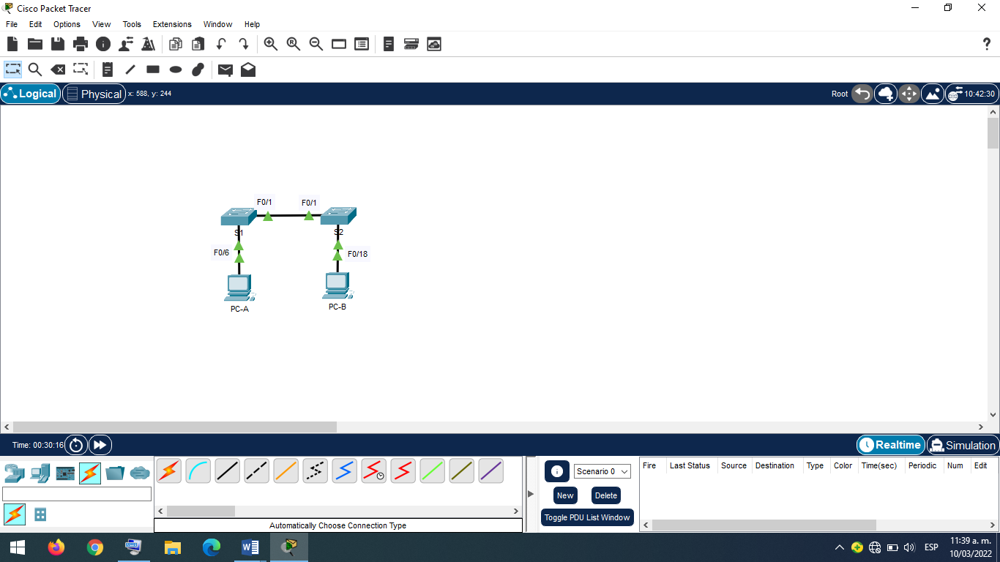 Cisco Packet Tracer
File Edit Options View Tools Extensions Window Help
?
Logical Physical x: 588, y: 244 Root 10:42:30
F0/1 F0/1
S1 S2
F0/6 F0/18
PC-A PC-B
Time: 00:30:16 Realtime Simulation
Scenario 0
New Delete
Toggle PDU List Window
Fire Last Status Source Destination Type Color Time(sec) Periodic Num Edit
Automatically Choose Connection Type
ESP 11:39 a. m.
10/03/2022